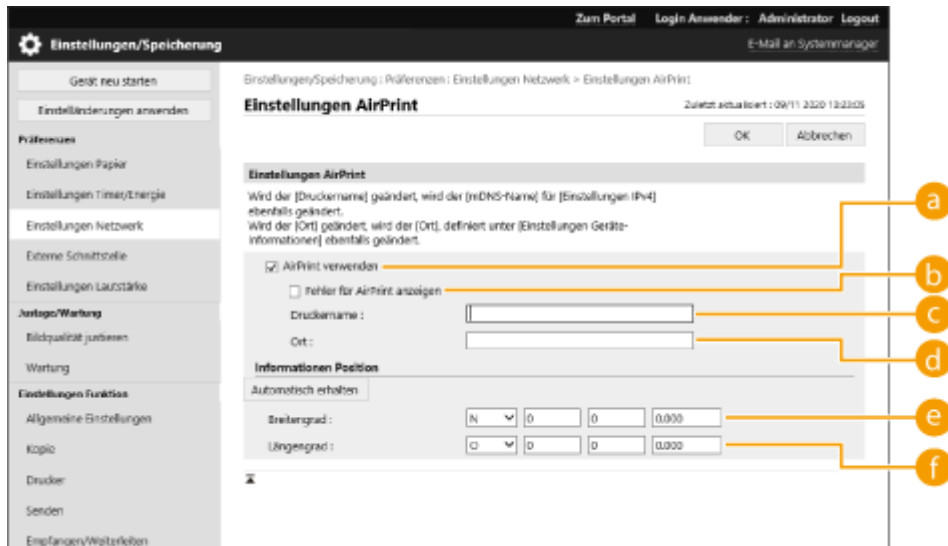 Zum Portal Login Anwender : Administrator Logout
Einstellungen/Speicherung
E-Mail an Systemmanager
Gerät neu starten
Einstelländerungen anwenden
Präferenzen
Einstellungen Papier
Einstellungen Timer/Energie
Einstellungen Netzwerk
Externe Schnittstelle
Einstellungen Lautstärke
Justage/Wartung
Bildqualität justieren
Wartung
Einstellungen Funktion
Allgemeine Einstellungen
Kopie
Drucker
Senden
Empfangen/Weiterleiten
Einstellungen/Speicherung : Präferenzen : Einstellungen Netzwerk > Einstellungen AirPrint
Einstellungen AirPrint
Zuletzt aktualisiert : 09/11 2020 13:23:05
OK Abbrechen
Einstellungen AirPrint
Wird der [Druckername] geändert, wird der [mDNS-Name] für [Einstellungen IPv4]
ebenfalls geändert.
Wird der [Ort] geändert, wird der [Ort], definiert unter [Einstellungen Geräte-
Informationen] ebenfalls geändert.
AirPrint verwenden
Fehler für AirPrint anzeigen
Druckername :
Ort :
Informationen Position
Automatisch erhalten
Breitengrad : N 0 0 0.000
Längengrad : O 0 0 0.000
a
b
c
d
e
f